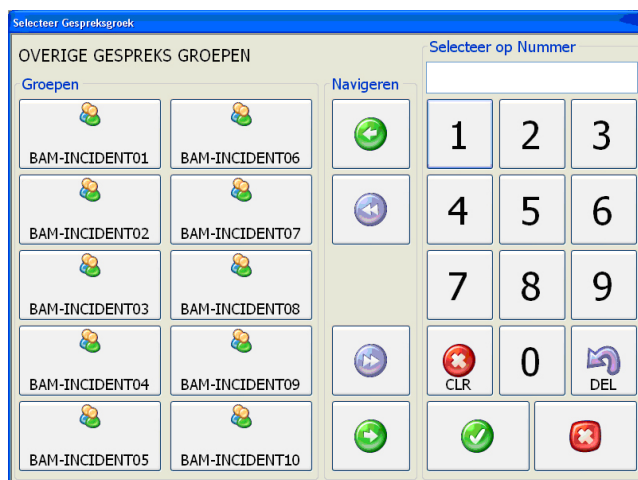 Selecteer Gespreksgroek
OVERIGE GESPREKS GROEPEN
Groepen
BAM-INCIDENT01
BAM-INCIDENT06
BAM-INCIDENT02
BAM-INCIDENT07
BAM-INCIDENT03
BAM-INCIDENT08
BAM-INCIDENT04
BAM-INCIDENT09
BAM-INCIDENT05
BAM-INCIDENT10
Navigeren
Selecteer op Nummer
1 2 3
4 5 6
7 8 9
CLR 0 DEL